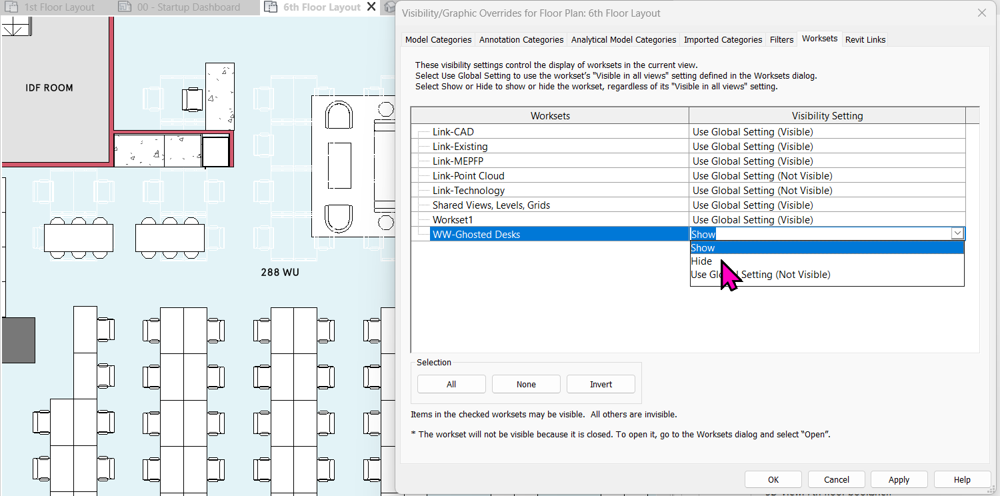 1st Floor Layout
00 - Startup Dashboard
6th Floor Layout
Visibility/Graphic Overrides for Floor Plan: 6th Floor Layout
Model Categories
Annotation Categories
Analytical Model Categories
Imported Categories
Filters
Worksets
Revit Links
These visibility settings control the display of worksets in the current view.
Select Use Global Setting to use the workset’s "Visible in all views" setting defined in the Worksets dialog.
Select Show or Hide to show or hide the workset, regardless of its "Visible in all views" setting.
Worksets
Visibility Setting
Link-CAD
Use Global Setting (Visible)
Link-Existing
Use Global Setting (Visible)
Link-MEPFP
Use Global Setting (Visible)
Link-Point Cloud
Use Global Setting (Not Visible)
Link-Technology
Use Global Setting (Not Visible)
Shared Views, Levels, Grids
Use Global Setting (Visible)
Workset1
Use Global Setting (Visible)
WW-Ghosted Desks
Show
Show
Hide
Use Setting (Not Visible)
Selection
All
None
Invert
Items in the checked worksets may be visible.  All others are invisible.
* The workset will not be visible because it is closed. To open it, go to the Worksets dialog and select “Open”.
OK
Cancel
Apply
Help
IDF ROOM
288 WU